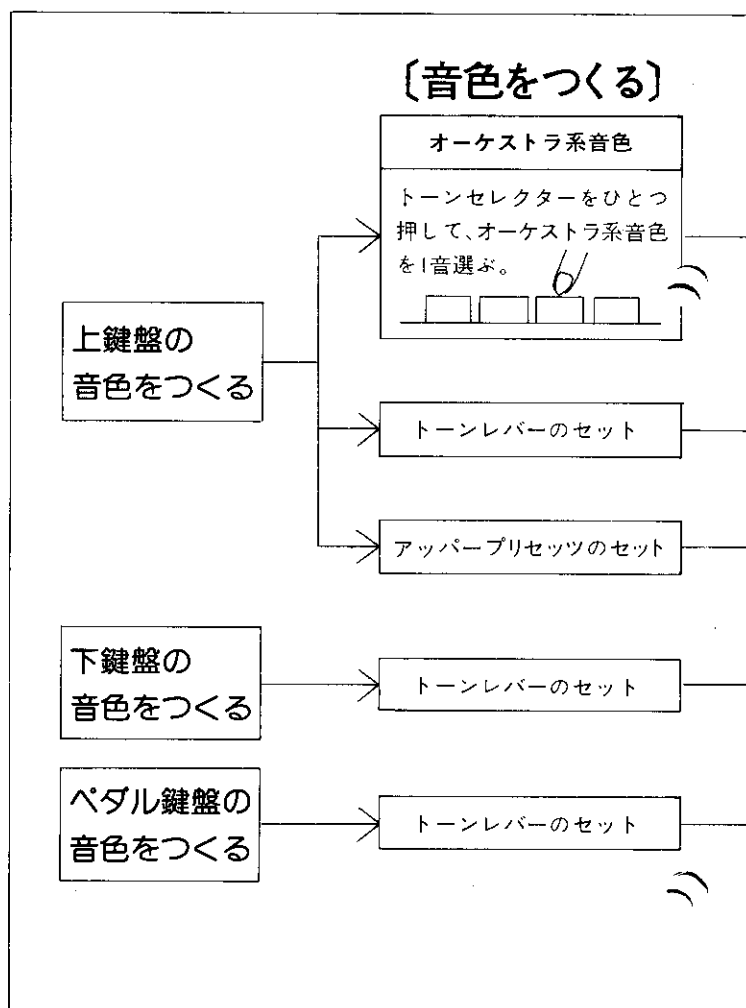 〔音色をつくる〕
オーケストラ系音色
トーンセレクターをひとつ
押して、オーケストラ系音色
を1音選ぶ。
上鍵盤の
音色をつくる
トーンレバーのセット
アッパープリセッツのセット
下鍵盤の
音色をつくる
トーンレバーのセット
ペダル鍵盤の
音色をつくる
トーンレバーのセット